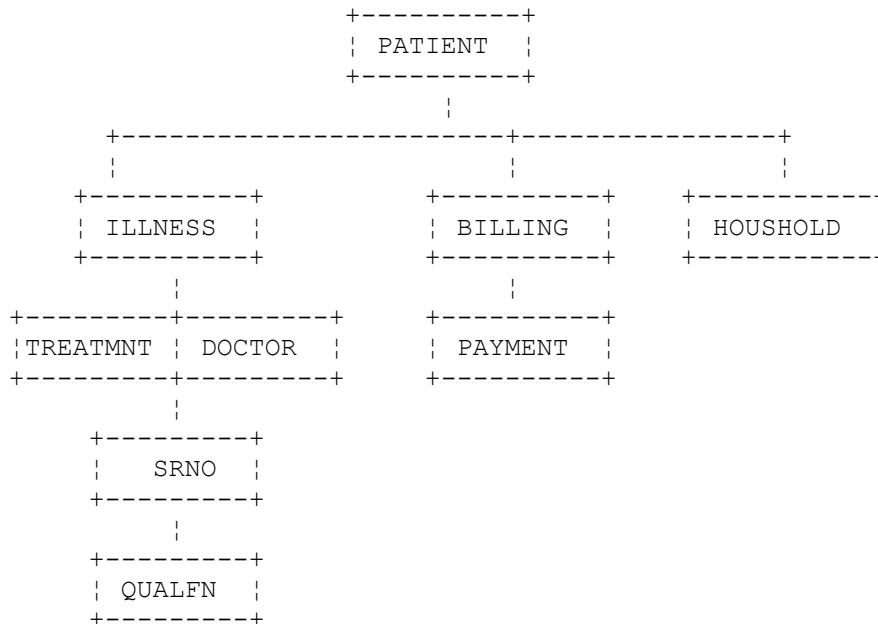 PATIENT
ILLNESS BILLING HOUSHOLD
TREATMNT DOCTOR PAYMENT
SRNO
QUALFN